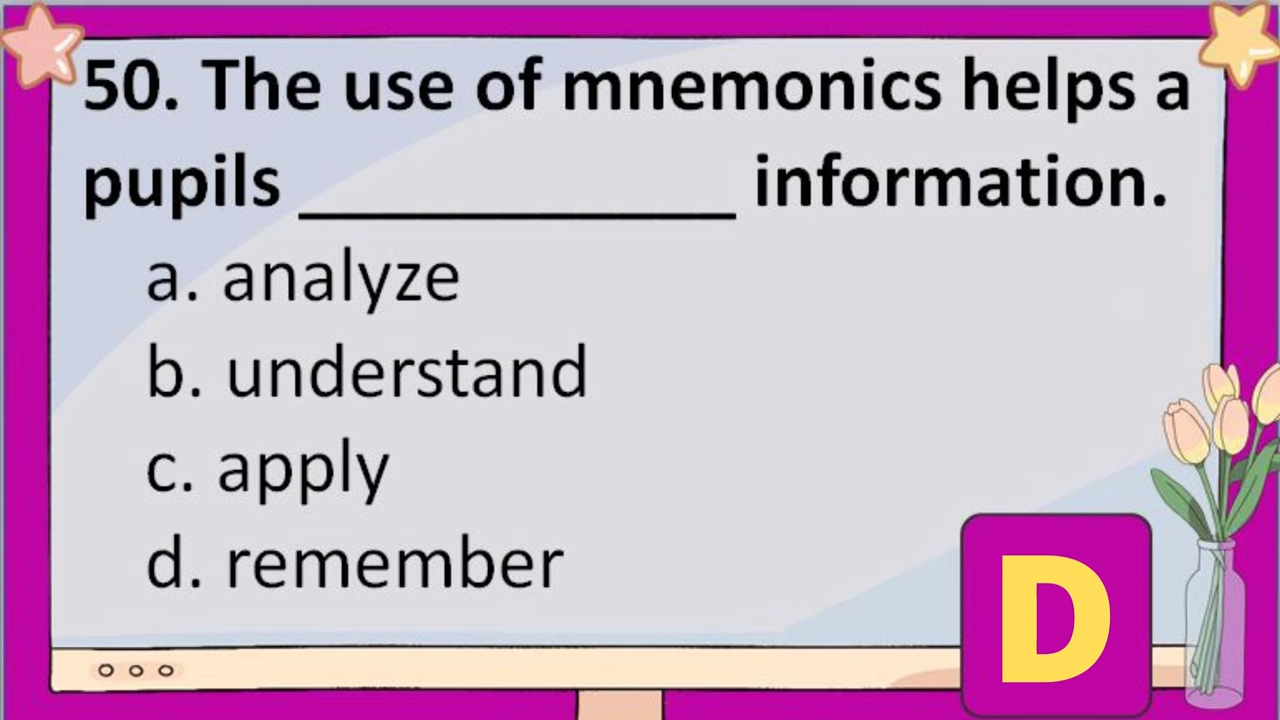 50. The use of mnemonics helps a
pupils ____________ information.
a. analyze
b. understand
c. apply
d. remember
D